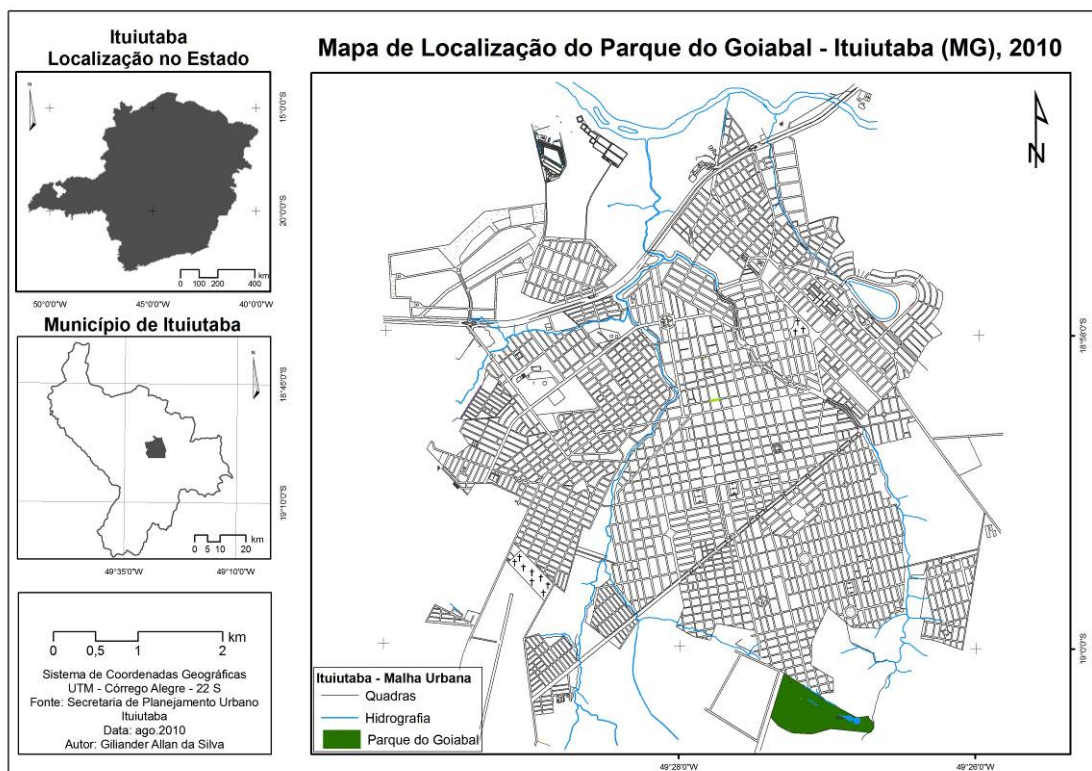 Ituiutaba
Localização no Estado
N
15°0'0"S
20°0'0"S
0 100 200 400 km
50°0'0"W 45°0'0"W 40°0'0"W
Município de Ituiutaba
N
18°45'0"S
19°10'0"S
0 5 10 20 km
49°35'0"W 49°10'0"W
0 0,5 1 2 km
Sistema de Coordenadas Geográficas
UTM - Córrego Alegre - 22 S
Fonte: Secretaria de Planejamento Urbano
Ituiutaba
Data: ago.2010
Autor: Giliander Allan da Silva
Mapa de Localização do Parque do Goiabal - Ituiutaba (MG), 2010
N
18°58'0"S
19°0'0"S
Ituiutaba - Malha Urbana
Quadras
Hidrografia
Parque do Goiabal
49°28'0"W 49°26'0"W